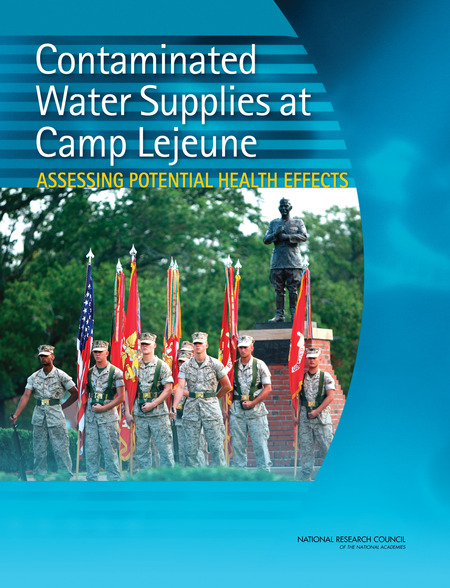 Contaminated
Water Supplies at
Camp Lejeune
ASSESSING POTENTIAL HEALTH EFFECTS
NATIONAL RESEARCH COUNCIL
OF THE NATIONAL ACADEMIES